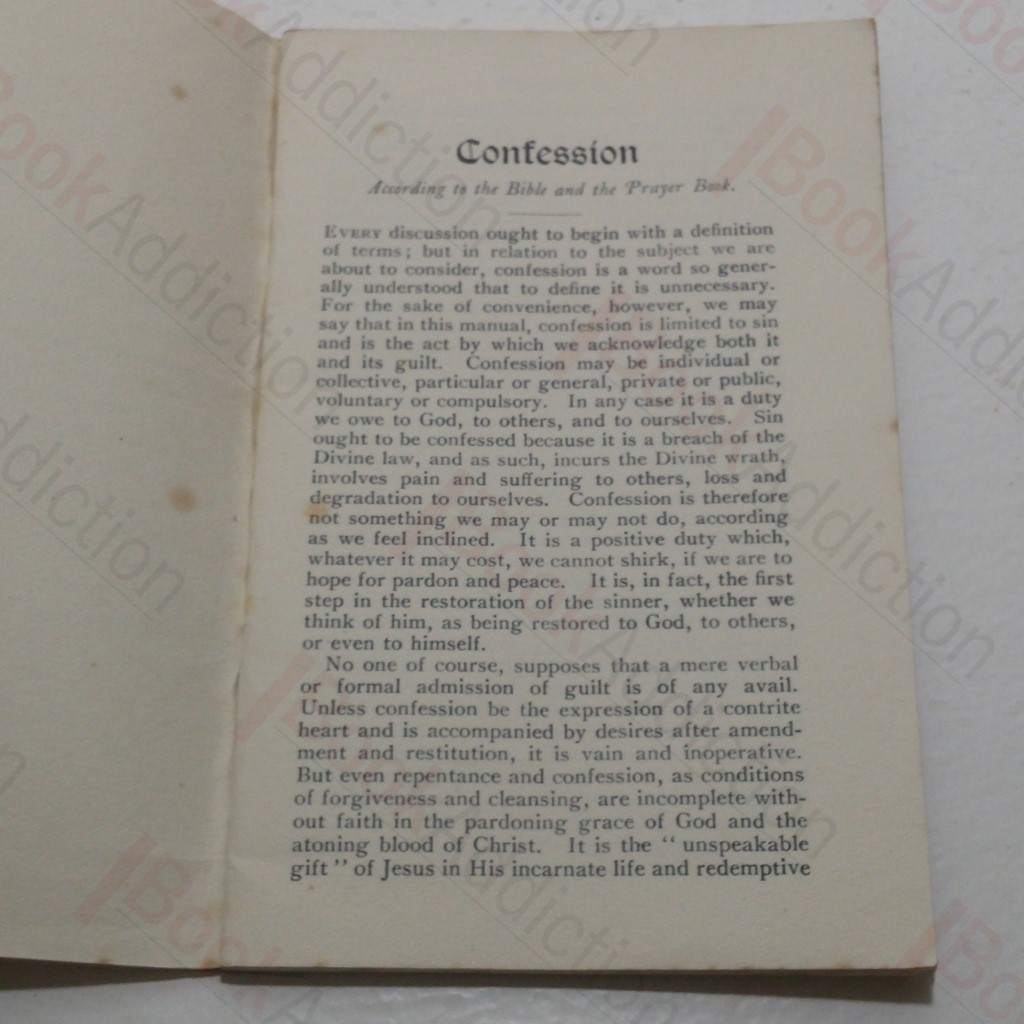 Confession
According to the Bible and the Prayer Book.
EVERY discussion ought to begin with a definition
of terms; but in relation to the subject we are
about to consider, confession is a word so gener-
ally understood that to define it is unnecessary.
For the sake of convenience, however, we may
say that in this manual, confession is limited to sin
and is the act by which we acknowledge both it
and its guilt. Confession may be individual or
collective, particular or general, private or public,
voluntary or compulsory. In any case it is a duty
we owe to God, to others, and to ourselves. Sin
ought to be confessed because it is a breach of the
Divine law, and as such, incurs the Divine wrath,
involves pain and suffering to others, loss and
degradation to ourselves. Confession is therefore
not something we may or may not do, according
as we feel inclined. It is a positive duty which,
whatever it may cost, we cannot shirk, if we are to
hope for pardon and peace. It is, in fact, the first
step in the restoration of the sinner, whether we
think of him, as being restored to God, to others,
or even to himself.
No one of course, supposes that a mere verbal
or formal admission of guilt is of any avail.
Unless confession be the expression of a contrite
heart and is accompanied by desires after amend-
ment and restitution, it is vain and inoperative.
But even repentance and confession, as conditions
of forgiveness and cleansing, are incomplete with-
out faith in the pardoning grace of God and the
atoning blood of Christ. It is the " unspeakable
gift " of Jesus in His incarnate life and redemptive
BookAddiction
BookAddiction
BookAddiction
BookAddiction
BookAddiction